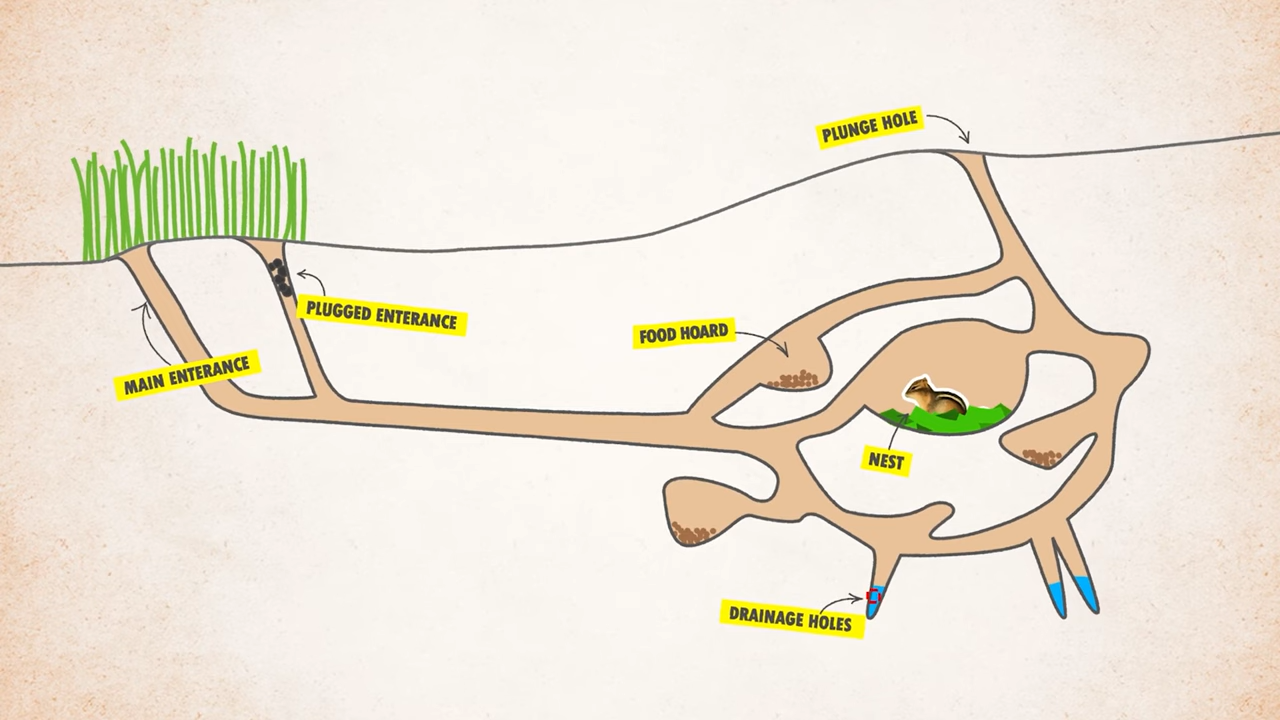 PLUNGE HOLE
PLUGGED ENTERANCE
FOOD HOARD
MAIN ENTERANCE
NEST
DRAINAGE HOLES